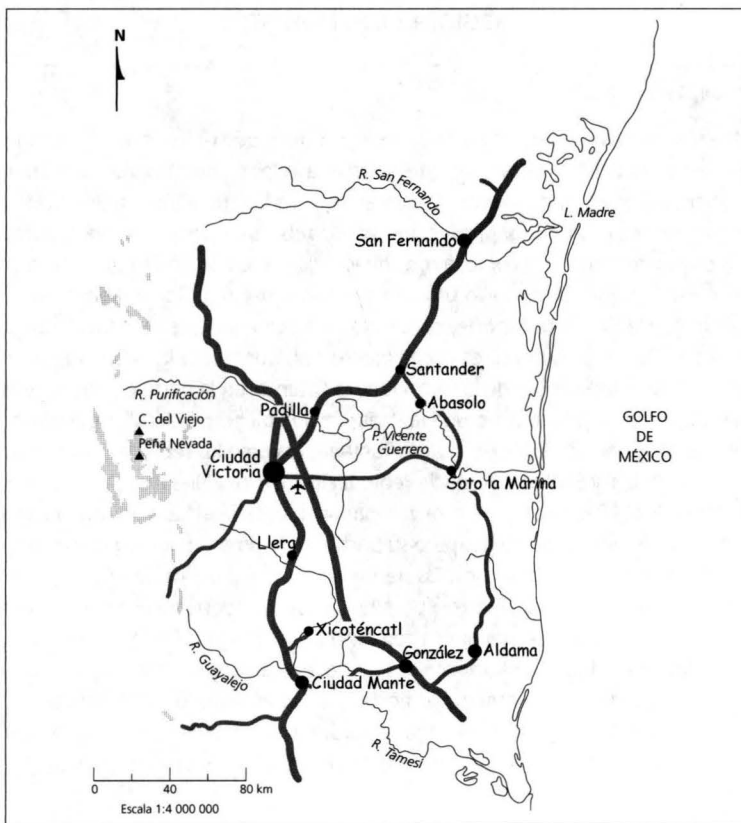 N
R. San Fernando
L. Madre
San Fernando
Santander
R. Purificación
Abasolo
Padilla
C. del Viejo
GOLFO
DE
MÉXICO
P. Vicente
Guerrero
Peña Nevada
Ciudad
Victoria
Soto la Marina
Llera
Xicoténcatl
González
Aldama
R. Guayalejo
Ciudad Mante
R. Tamesí
0 20 40 80 km
Escala 1:4 000 000